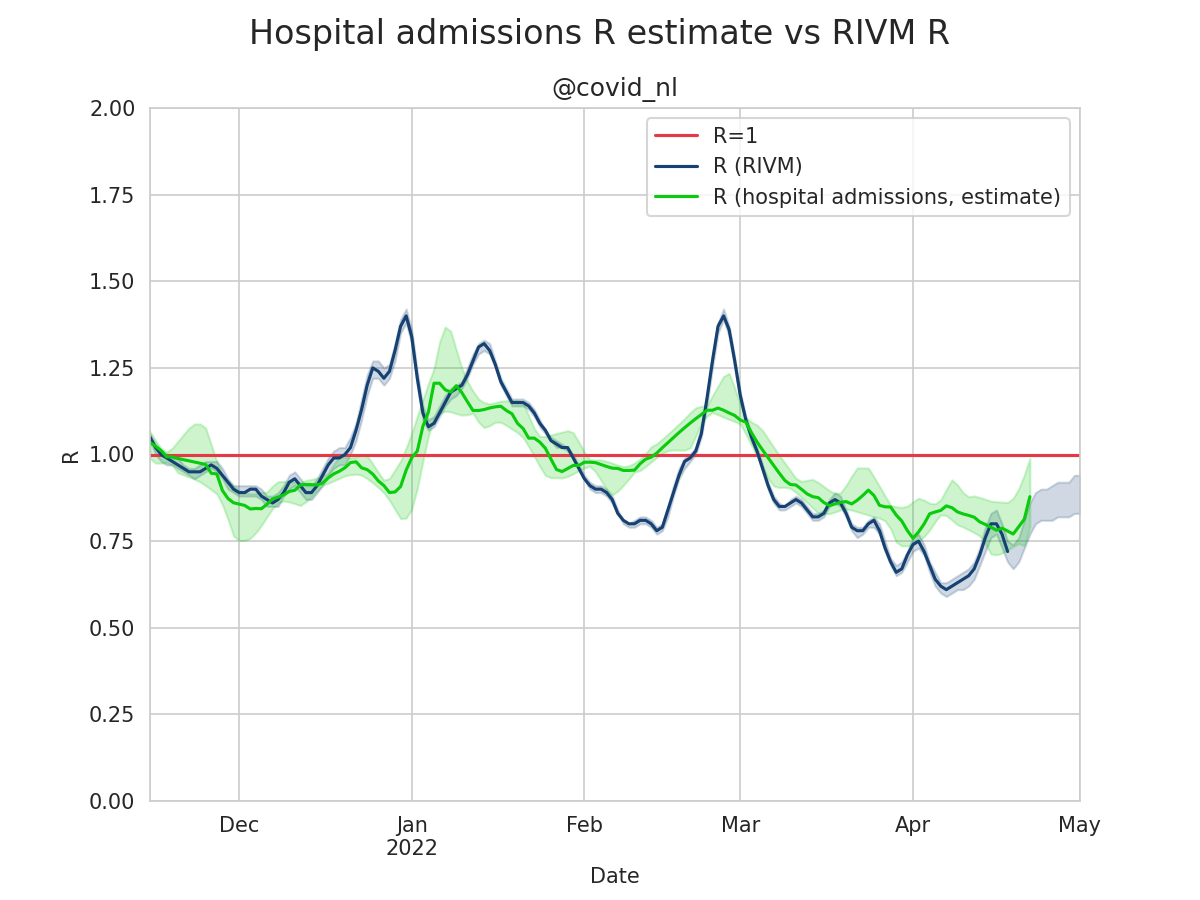 Hospital admissions R estimate vs RIVM R
@covid_nl
R=1
R (RIVM)
R (hospital admissions, estimate)
2.00
1.75
1.50
1.25
1.00
0.75
0.50
0.25
0.00
R
Dec
Jan
2022
Feb
Mar
Apr
May
Date